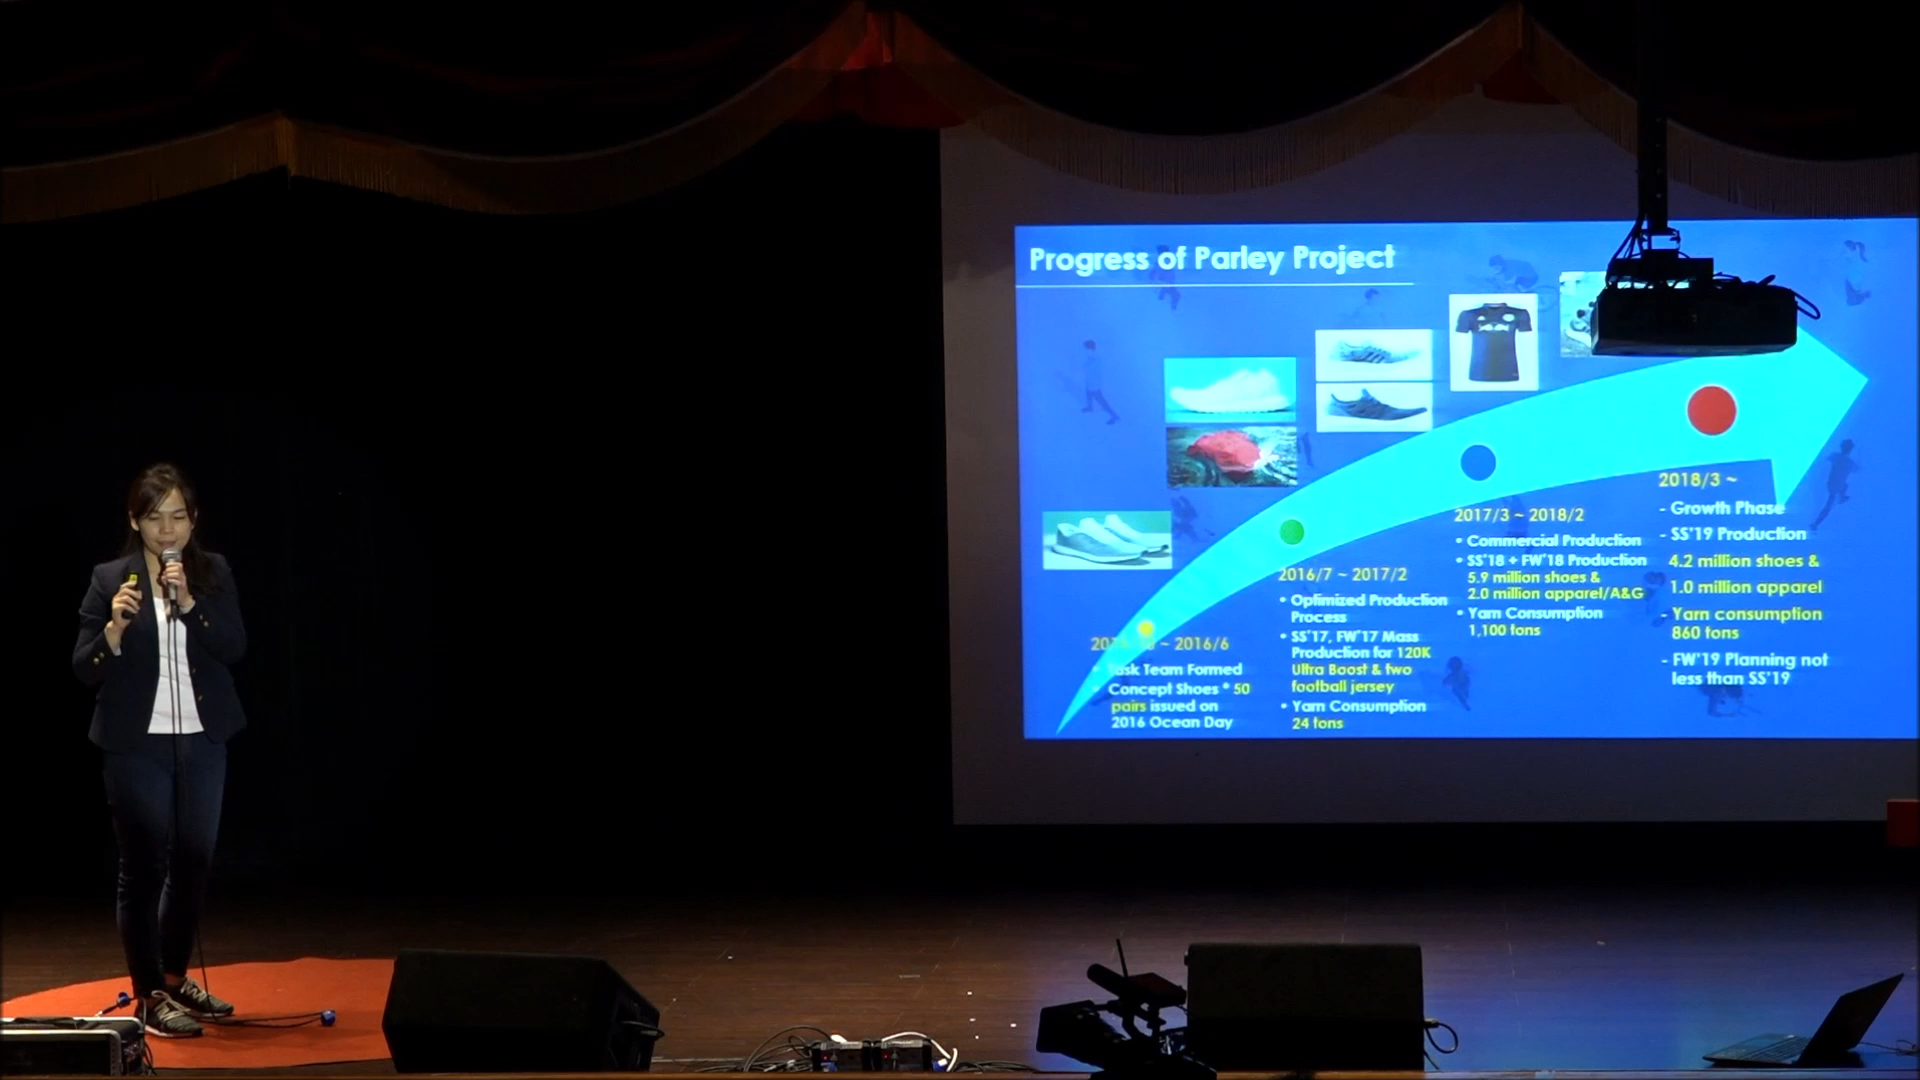 Progress of Parley Project
~ 2016/6
Task Team Formed
• Concept Shoes * 50
pairs issued on
2016 Ocean Day
2016/7 ~ 2017/2
• Optimized Production
Process
• SS'17, FW'17 Mass
Production for 120K
Ultra Boost & two
football jersey
• Yarn Consumption
24 tons
2017/3 ~ 2018/2
• Commercial Production
• SS'18 + FW'18 Production
5.9 million shoes &
2.0 million apparel/A&G
• Yarn Consumption
1,100 tons
2018/3 ~
- Growth Phase
- SS'19 Production
4.2 million shoes &
1.0 million apparel
- Yarn consumption
860 tons
- FW'19 Planning not
less than SS'19